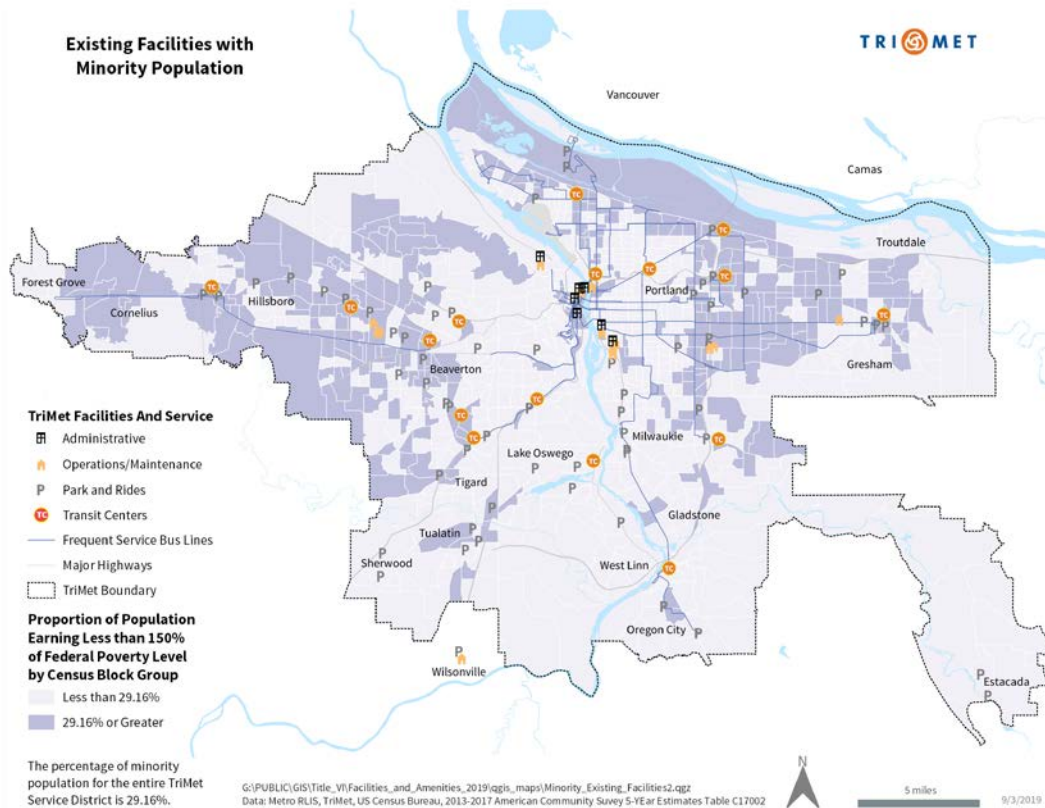 Existing Facilities with
Minority Population
TRI MET
Vancouver
Camas
Troutdale
Forest Grove
Cornelius
Hillsboro
Portland
Beaverton
Gresham
Milwaukie
Lake Oswego
Tigard
Gladstone
Tualatin
Sherwood
West Linn
Oregon City
Wilsonville
Estacada
TriMet Facilities And Service
Administrative
Operations/Maintenance
P Park and Rides
TC Transit Centers
Frequent Service Bus Lines
Major Highways
TriMet Boundary
Proportion of Population
Earning Less than 150%
of Federal Poverty Level
by Census Block Group
Less than 29.16%
29.16% or Greater
The percentage of minority
population for the entire TriMet
Service District is 29.16%.
G:\PUBLIC\GIS\Title_VI\Facilities_and_Amenities_2019\qgis_maps\Minority_Existing_Facilities2.qgz
Data: Metro RLIS, TriMet, US Census Bureau, 2013-2017 American Community Suvey 5-YEar Estimates Table C17002
N
5 miles
9/3/2019